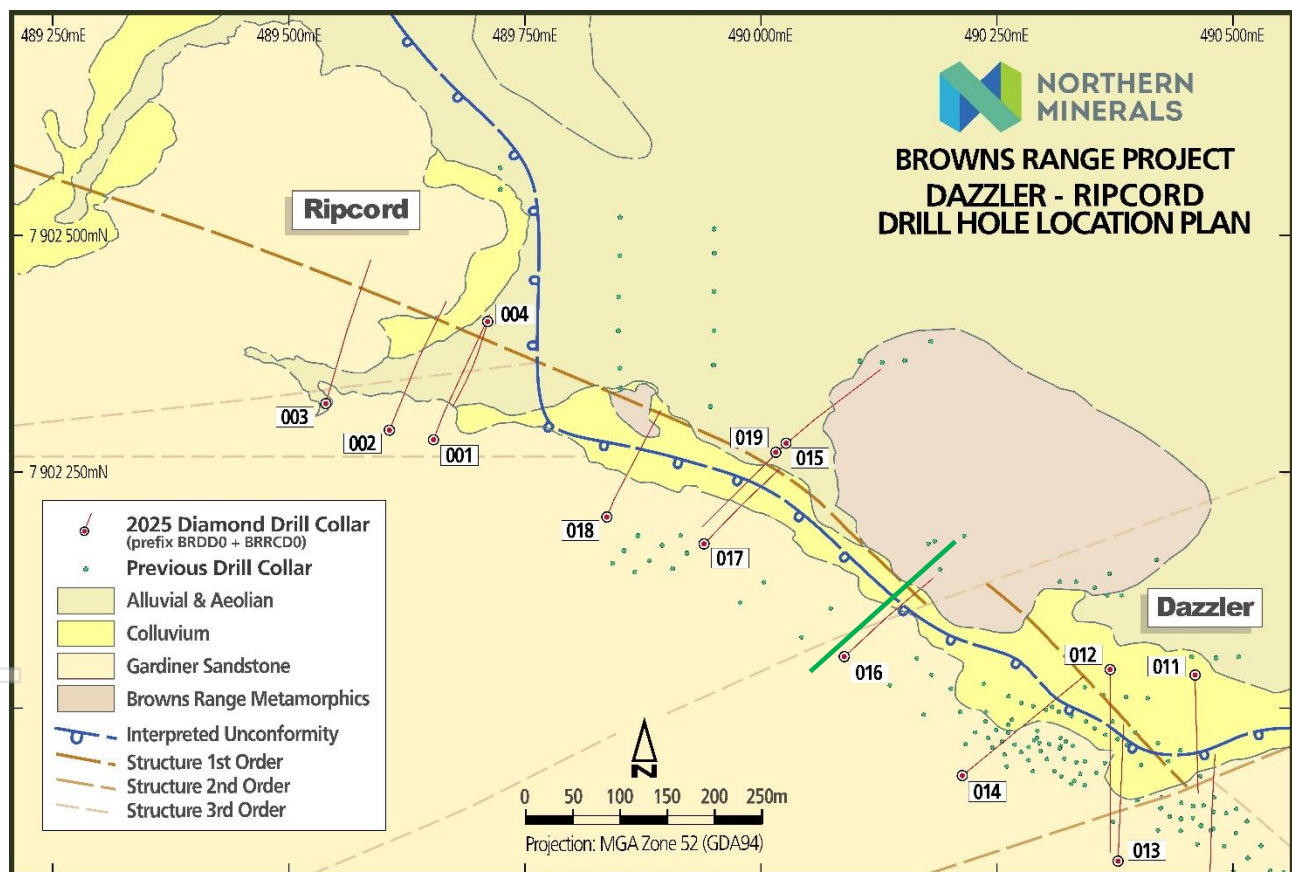 489 250mE
489 500mE
489 750mE
490 000mE
490 250mE
490 500mE
NORTHERN
MINERALS
BROWNS RANGE PROJECT
DAZZLER - RIPCORD
DRILL HOLE LOCATION PLAN
Ripcord
7 902 500mN
004
003
002
001
019
015
7 902 250mN
018
017
016
Dazzler
012
011
014
013
2025 Diamond Drill Collar
(prefix BRDD0 + BRRCD0)
Previous Drill Collar
Alluvial & Aeolian
Colluvium
Gardiner Sandstone
Browns Range Metamorphics
Interpreted Unconformity
Structure 1st Order
Structure 2nd Order
Structure 3rd Order
N
0 50 100 150 200 250m
Projection: MGA Zone 52 (GDA94)